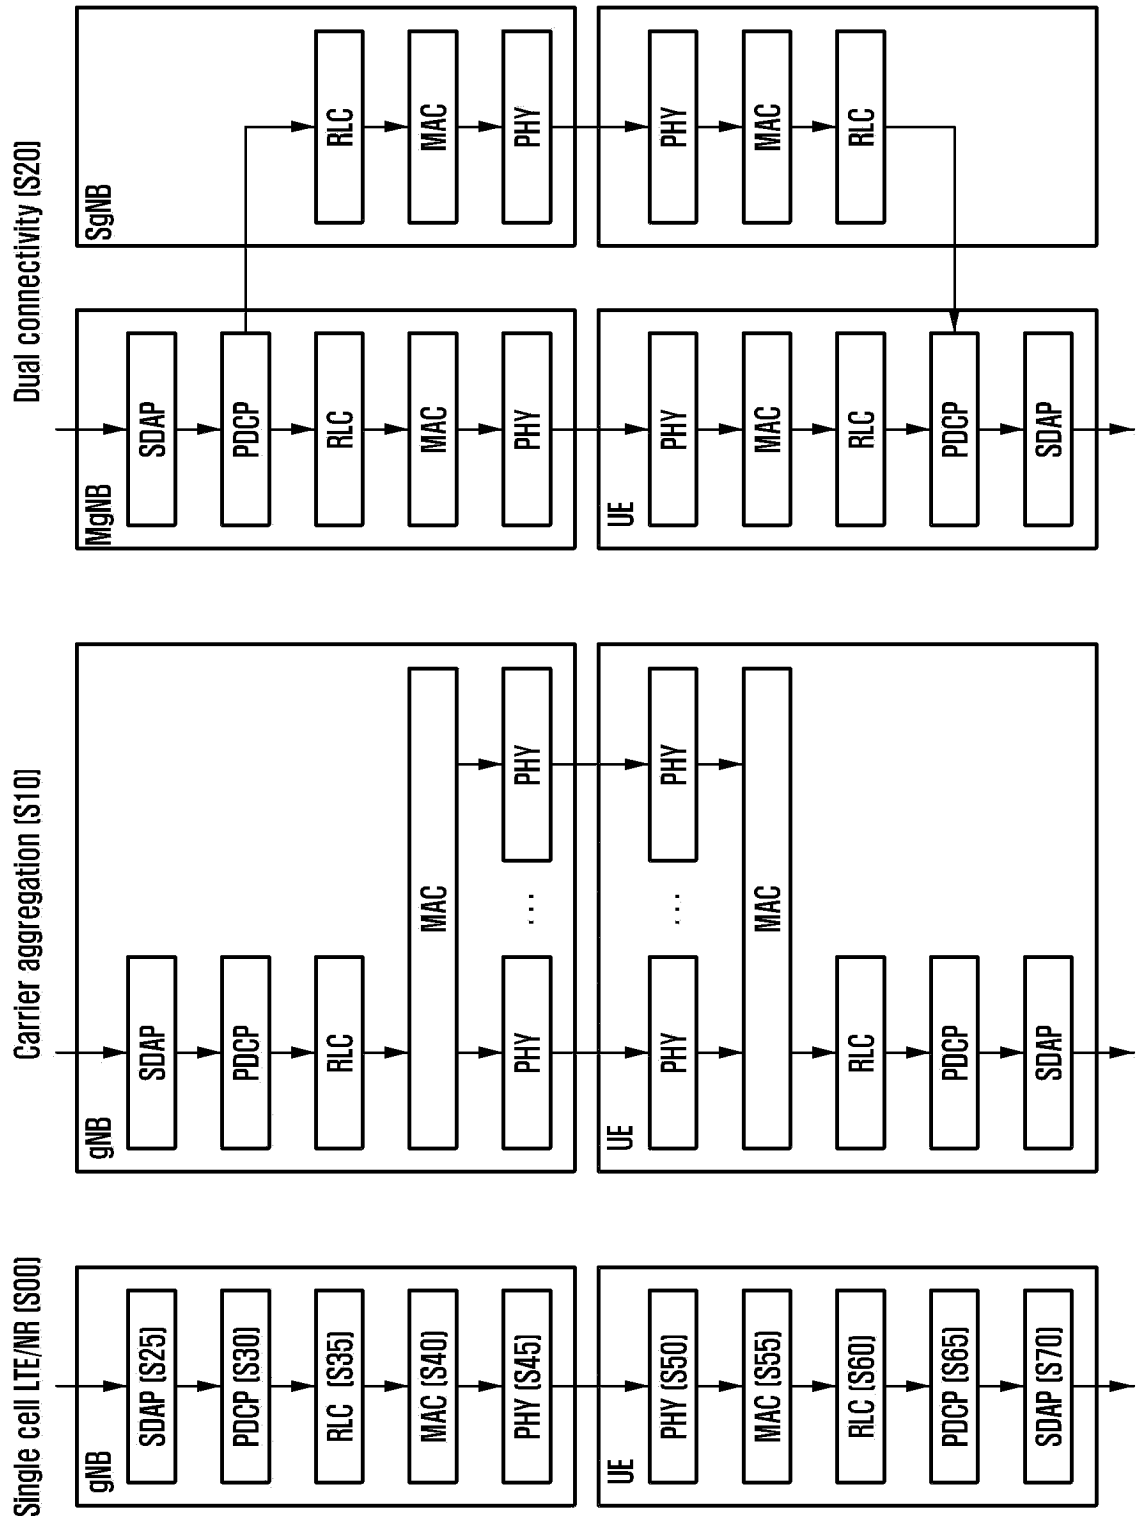 Single cell LTE/NR (S00)
gNB
SDAP (S25)
PDCP (S30)
RLC (S35)
MAC (S40)
PHY (S45)
UE
PHY (S50)
MAC (S55)
RLC (S60)
PDCP (S65)
SDAP (S70)
Carrier aggregation (S10)
gNB
SDAP
PDCP
RLC
MAC
PHY
...
PHY
UE
PHY
...
PHY
MAC
RLC
PDCP
SDAP
Dual connectivity (S20)
MgNB
SDAP
PDCP
RLC
MAC
PHY
SgNB
RLC
MAC
PHY
UE
PHY
MAC
RLC
PDCP
SDAP
PHY
MAC
RLC